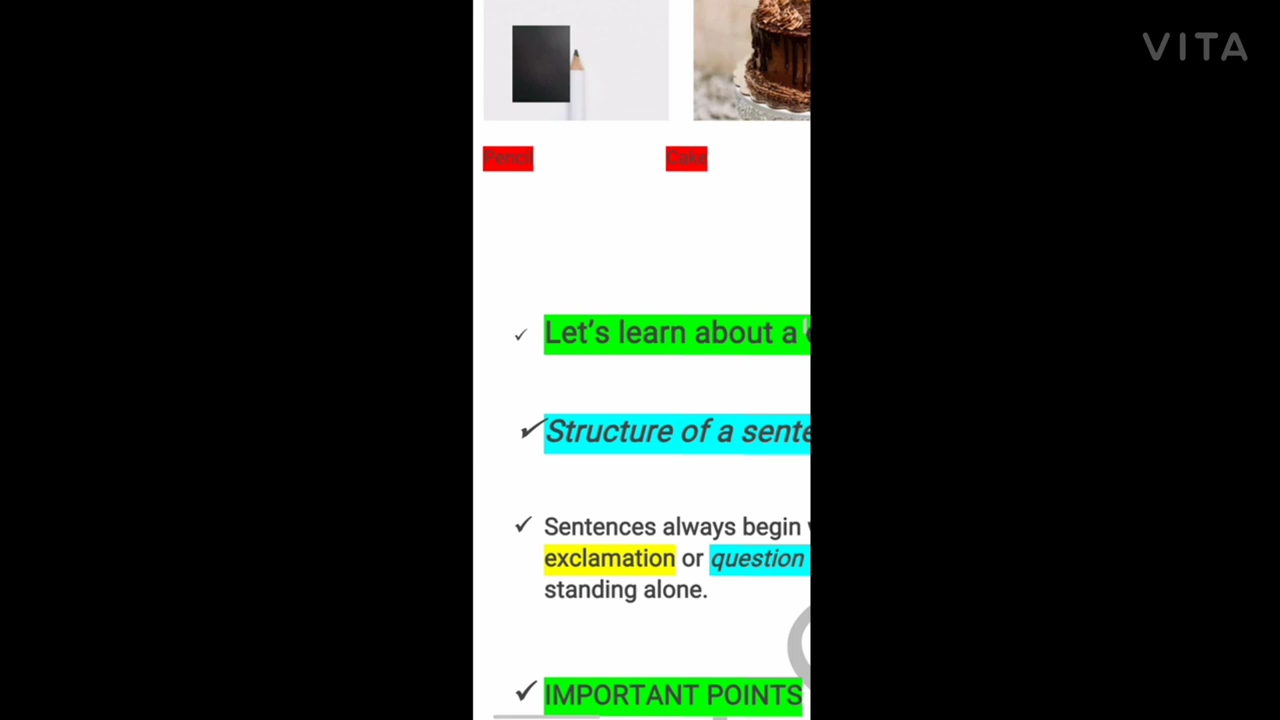 VITA
Pencil Cake
Let's learn about a
Structure of a sente
Sentences always begin
exclamation or question
standing alone.
IMPORTANT POINTS